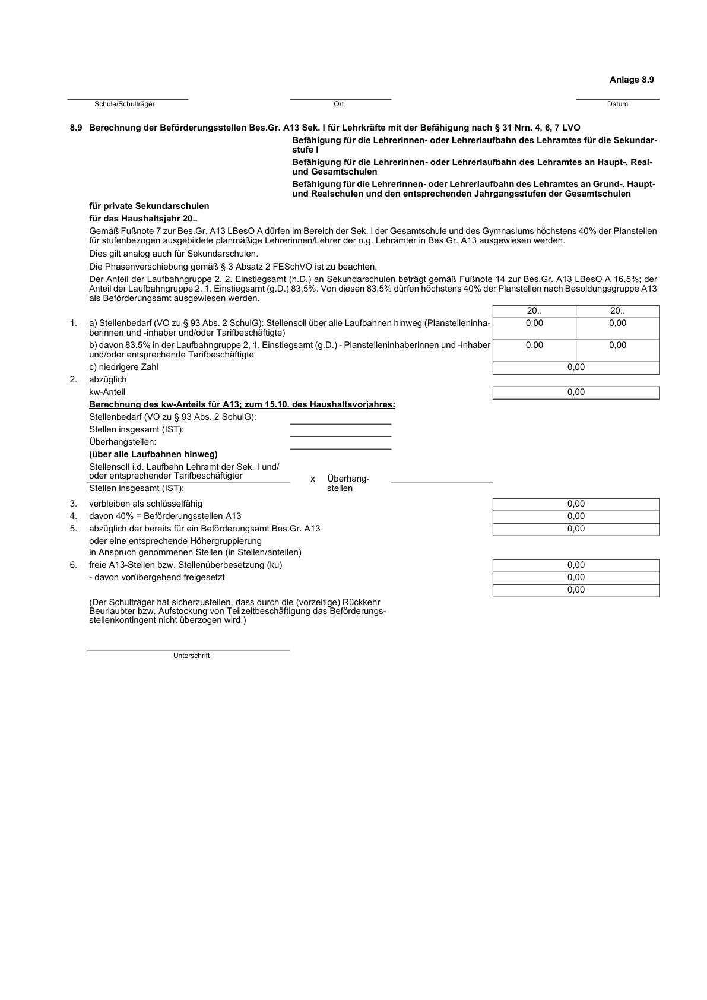 Anlage 8.9
Schule/Schulträger Ort Datum
8.9 Berechnung der Beförderungsstellen Bes.Gr. A13 Sek. I für Lehrkräfte mit der Befähigung nach § 31 Nrn. 4, 6, 7 LVO
Befähigung für die Lehrerinnen- oder Lehrerlaufbahn des Lehramtes für die Sekundar-
stufe I
Befähigung für die Lehrerinnen- oder Lehrerlaufbahn des Lehramtes an Haupt-, Real-
und Gesamtschulen
Befähigung für die Lehrerinnen- oder Lehrerlaufbahn des Lehramtes an Grund-, Haupt-
und Realschulen und den entsprechenden Jahrgangsstufen der Gesamtschulen
für private Sekundarschulen
für das Haushaltsjahr 20..
Gemäß Fußnote 7 zur Bes.Gr. A13 LBesO A dürfen im Bereich der Sek. I der Gesamtschule und des Gymnasiums höchstens 40% der Planstellen
für stufenbezogen ausgebildete planmäßige Lehrerinnen/Lehrer der o.g. Lehrämter in Bes.Gr. A13 ausgewiesen werden.
Dies gilt analog auch für Sekundarschulen.
Die Phasenverschiebung gemäß § 3 Absatz 2 FESchVO ist zu beachten.
Der Anteil der Laufbahngruppe 2, 2. Einstiegsamt (h.D.) an Sekundarschulen beträgt gemäß Fußnote 14 zur Bes.Gr. A13 LBesO A 16,5%; der
Anteil der Laufbahngruppe 2, 1. Einstiegsamt (g.D.) 83,5%. Von diesen 83,5% dürfen höchstens 40% der Planstellen nach Besoldungsgruppe A13
als Beförderungsamt ausgewiesen werden.
20.. 20..
1. a) Stellenbedarf (VO zu § 93 Abs. 2 SchulG): Stellensoll über alle Laufbahnen hinweg (Planstelleninha- 0,00 0,00
berinnen und -inhaber und/oder Tarifbeschäftigte)
b) davon 83,5% in der Laufbahngruppe 2, 1. Einstiegsamt (g.D.) - Planstelleninhaberinnen und -inhaber 0,00 0,00
und/oder entsprechende Tarifbeschäftigte
c) niedrigere Zahl 0,00
2. abzüglich
kw-Anteil 0,00
Berechnung des kw-Anteils für A13; zum 15.10. des Haushaltsvorjahres:
Stellenbedarf (VO zu § 93 Abs. 2 SchulG):
Stellen insgesamt (IST):
Überhangstellen:
(über alle Laufbahnen hinweg)
Stellensoll i.d. Laufbahn Lehramt der Sek. I und/
oder entsprechender Tarifbeschäftigter x Überhang-
Stellen insgesamt (IST): stellen
3. verbleiben als schlüsselfähig 0,00
4. davon 40% = Beförderungsstellen A13 0,00
5. abzüglich der bereits für ein Beförderungsamt Bes.Gr. A13 0,00
oder eine entsprechende Höhergruppierung
in Anspruch genommenen Stellen (in Stellen/anteilen)
6. freie A13-Stellen bzw. Stellenüberbesetzung (ku) 0,00
- davon vorübergehend freigesetzt 0,00
0,00
(Der Schulträger hat sicherzustellen, dass durch die (vorzeitige) Rückkehr
Beurlaubter bzw. Aufstockung von Teilzeitbeschäftigung das Beförderungs-
stellenkontingent nicht überzogen wird.)
Unterschrift